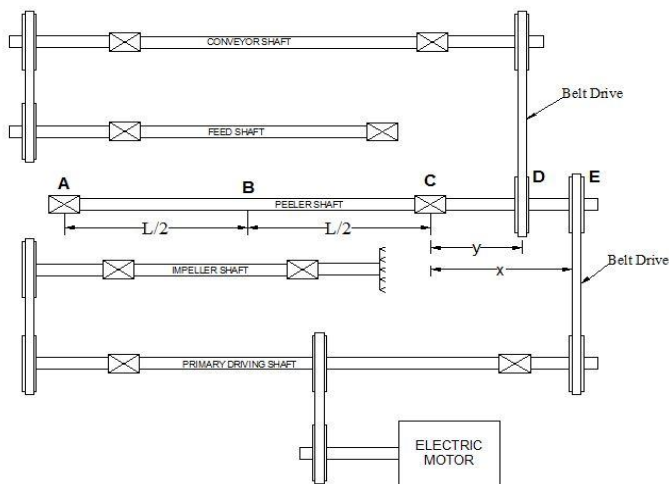 CONVEYOR SHAFT
Belt Drive
FEED SHAFT
A
B
C
D
E
PEELER SHAFT
L/2
L/2
y
x
IMPELLER SHAFT
Belt Drive
PRIMARY DRIVING SHAFT
ELECTRIC
MOTOR